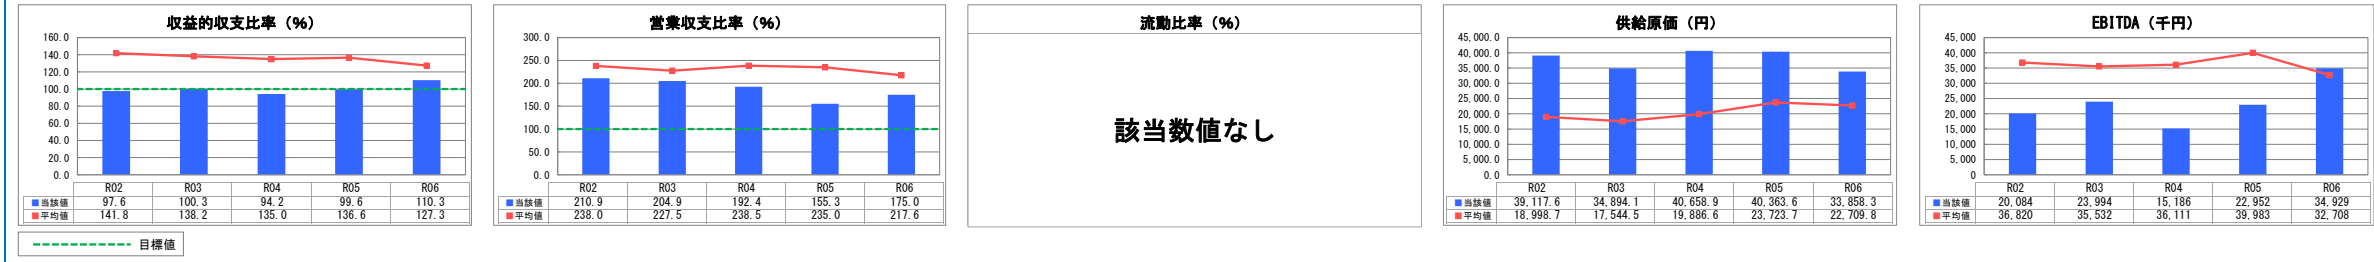 収益的収支比率（％）
160.0
140.0
120.0
100.0
80.0
60.0
40.0
20.0
0.0
R02 R03 R04 R05 R06
当該値 97.6 100.3 94.2 99.6 110.3
平均値 141.8 138.2 135.0 136.6 127.3
目標値
営業収支比率（％）
300.0
250.0
200.0
150.0
100.0
50.0
0.0
R02 R03 R04 R05 R06
当該値 210.9 204.9 192.4 155.3 175.0
平均値 238.0 227.5 238.5 235.0 217.6
流動比率（％）
該当数値なし
供給原価（円）
45,000.0
40,000.0
35,000.0
30,000.0
25,000.0
20,000.0
15,000.0
10,000.0
5,000.0
0.0
R02 R03 R04 R05 R06
当該値 39,117.6 34,894.1 40,658.9 40,363.6 33,858.3
平均値 18,998.7 17,544.5 19,886.6 23,723.7 22,709.8
EBITDA（千円）
45,000
40,000
35,000
30,000
25,000
20,000
15,000
10,000
5,000
0
R02 R03 R04 R05 R06
当該値 20,084 23,994 15,186 22,952 34,929
平均値 36,820 35,532 36,111 39,983 32,708